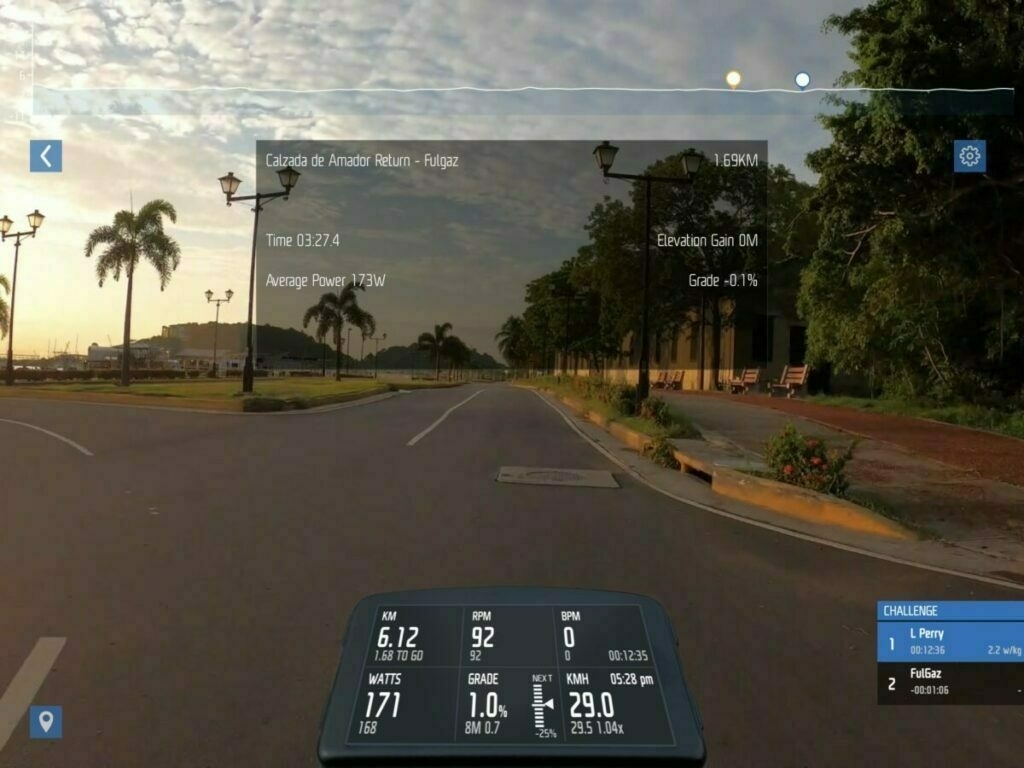 6-
Calzada de Amador Return - Fulgaz
1.69KM
Time 03:27.4
Elevation Gain 0M
Average Power 173W
Grade -0.1%
KM
6.12
1.68 TO GO
RPM
92
92
BPM
0
0 00:12:35
WATTS
171
168
GRADE
1.0%
8M 0.7
NEXT
-25%
KMH 05:28 pm
29.0
29.5 1.04x
CHALLENGE
1 L Perry
00:12:36 2.2 w/kg
2 FulGaz
-00:01:06 -